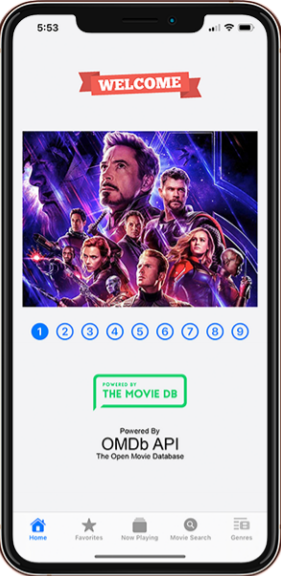 5:53
WELCOME
1 2 3 4 5 6 7 8 9
POWERED BY
THE MOVIE DB
Powered By
OMDb API
The Open Movie Database
Home Favorites Now Playing Movie Search Genres